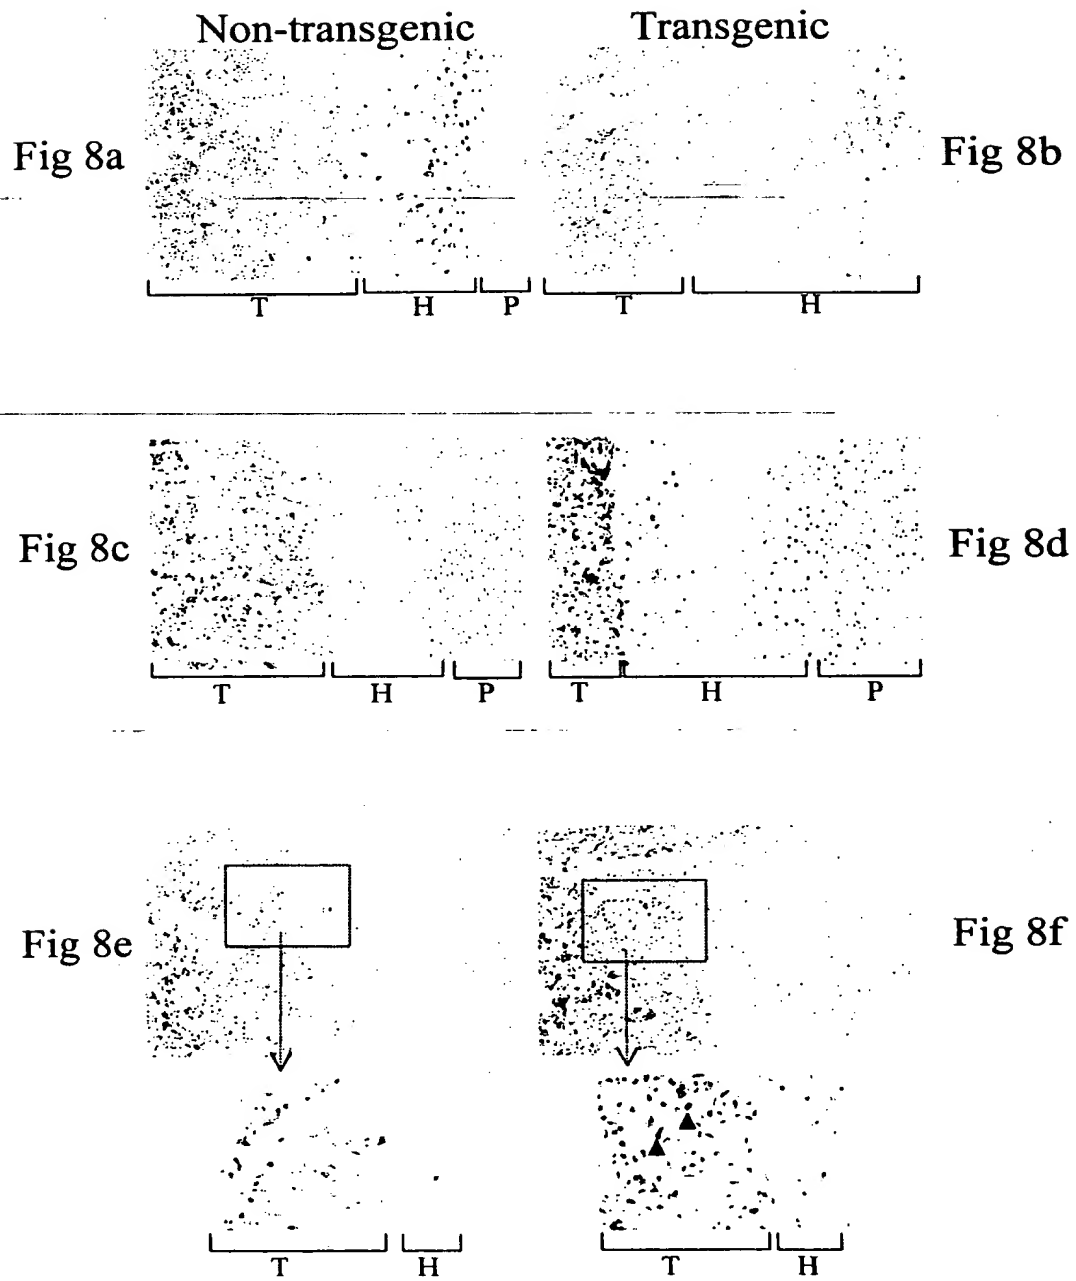 Non-transgenic Transgenic
Fig 8a Fig 8b
T H P T H
Fig 8c Fig 8d
T H P T H P
Fig 8e Fig 8f
T H T H